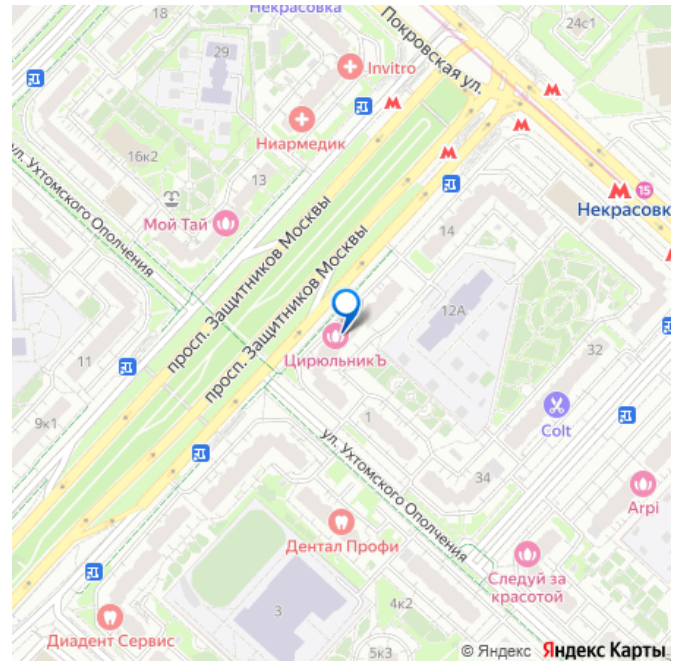 Некрасовка
18
24с1
29
Покровская ул.
Invitro
Ниармедик
16к2
13
ул. Ухтомского Ополчения
Мой Тай
просп. Защитников Москвы
просп. Защитников Москвы
М
М
М
М
М
15
Некрасовк
14
12А
ЦирюльникЪ
11
32
9к1
1
Colt
ул. Ухтомского Ополчения
34
Arpi
Дентал Профи
Следуй за
красотой
3
4к2
Диадент Сервис
5к3
© Яндекс Яндекс Карты